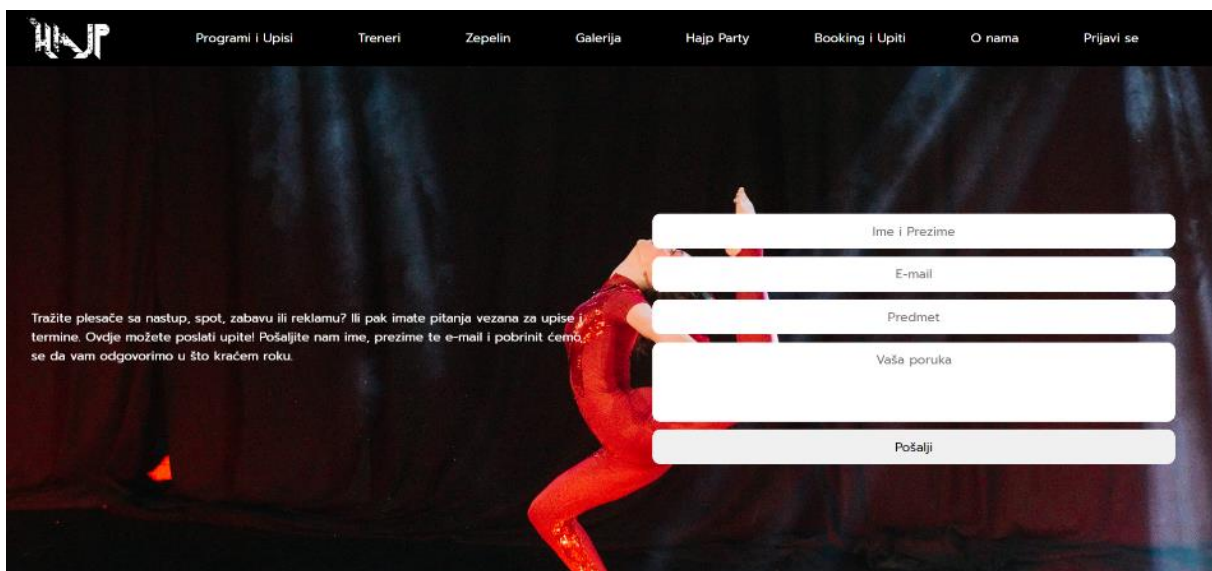 HAJP
Programi i Upisi
Treneri
Zepelin
Galerija
Hajp Party
Booking i Upiti
O nama
Prijavi se
Tražite plesače sa nastup, spot, zabavu ili reklamu? Ili pak imate pitanja vezana za upise i
termine. Ovdje možete poslati upite! Pošaljite nam ime, prezime te e-mail i pobrinit ćemo
se da vam odgovorimo u što kraćem roku.
Ime i Prezime
E-mail
Predmet
Vaša poruka
Pošalji